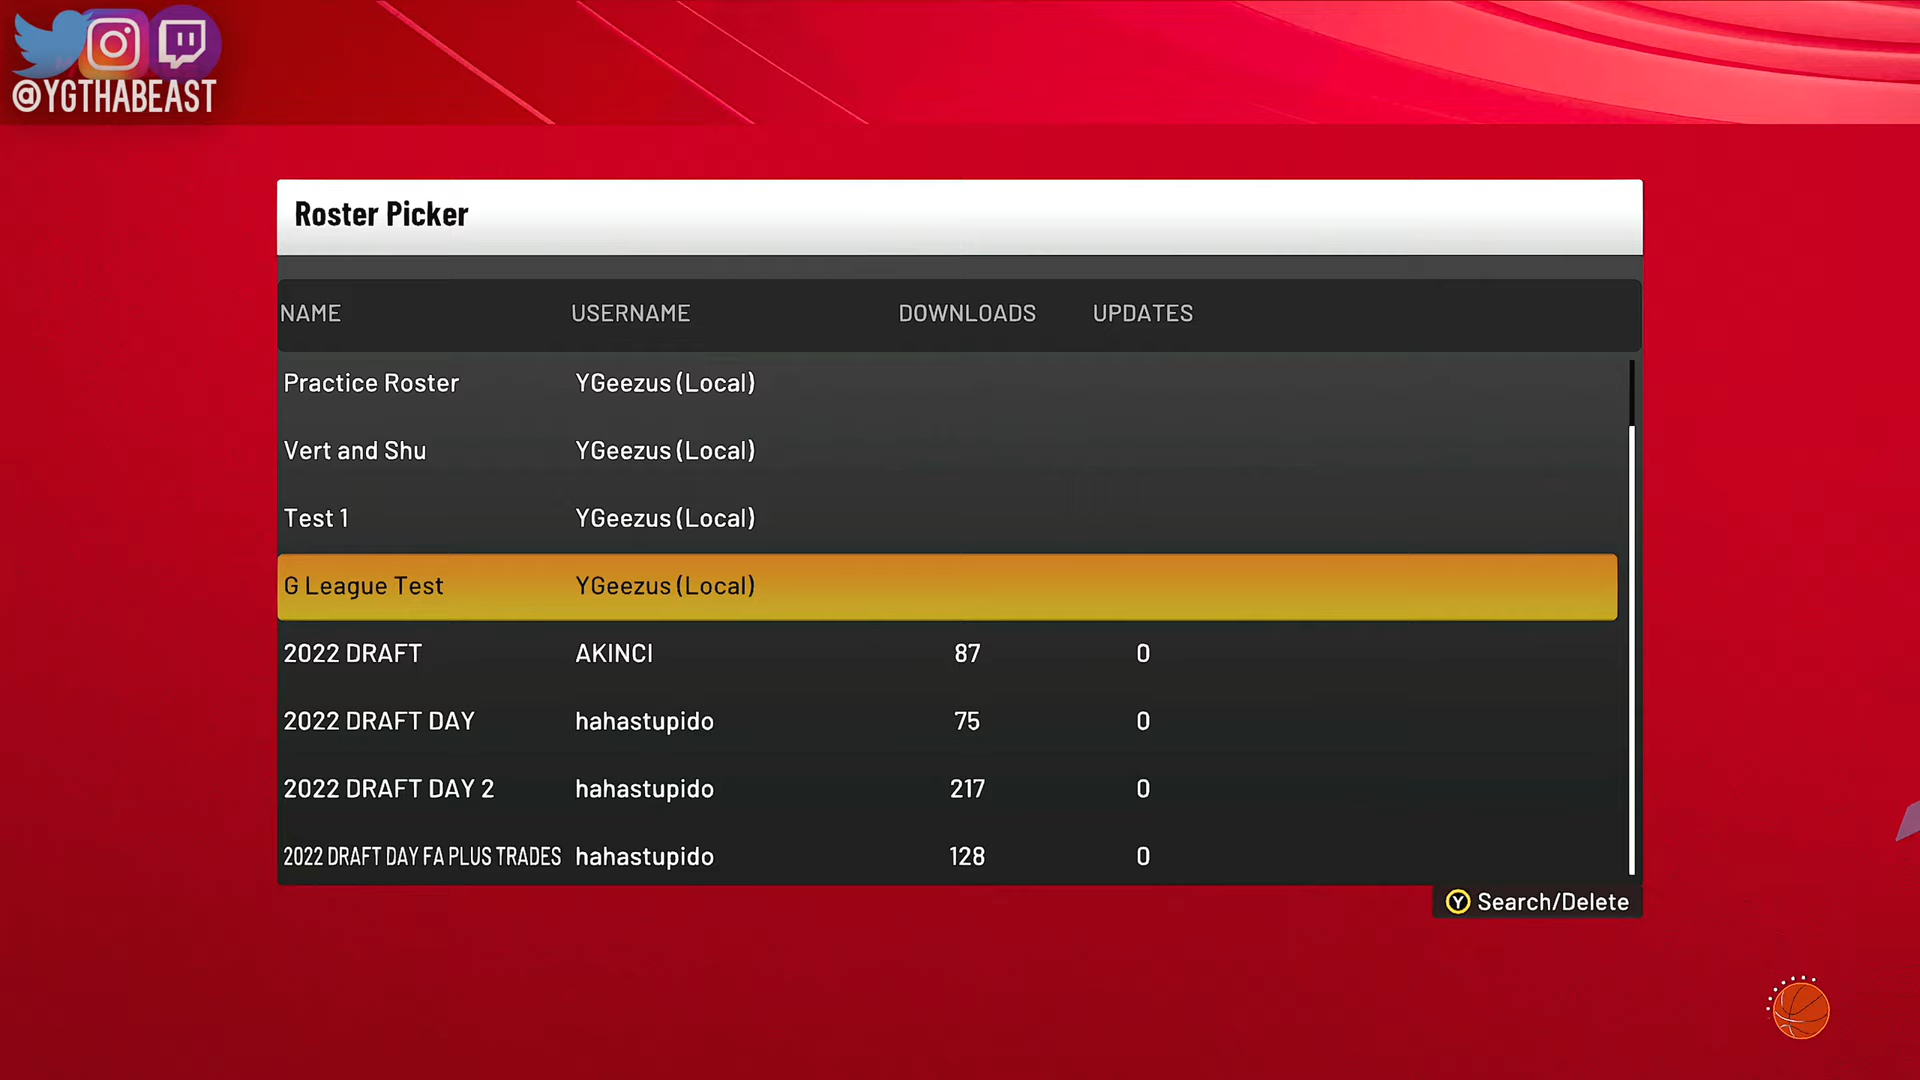 @YGTHABEAST
Roster Picker
NAME USERNAME DOWNLOADS UPDATES
Practice Roster YGeezus (Local)
Vert and Shu YGeezus (Local)
Test 1 YGeezus (Local)
G League Test YGeezus (Local)
2022 DRAFT AKINCI 87 0
2022 DRAFT DAY hahastupido 75 0
2022 DRAFT DAY 2 hahastupido 217 0
2022 DRAFT DAY FA PLUS TRADES hahastupido 128 0
Y Search/Delete